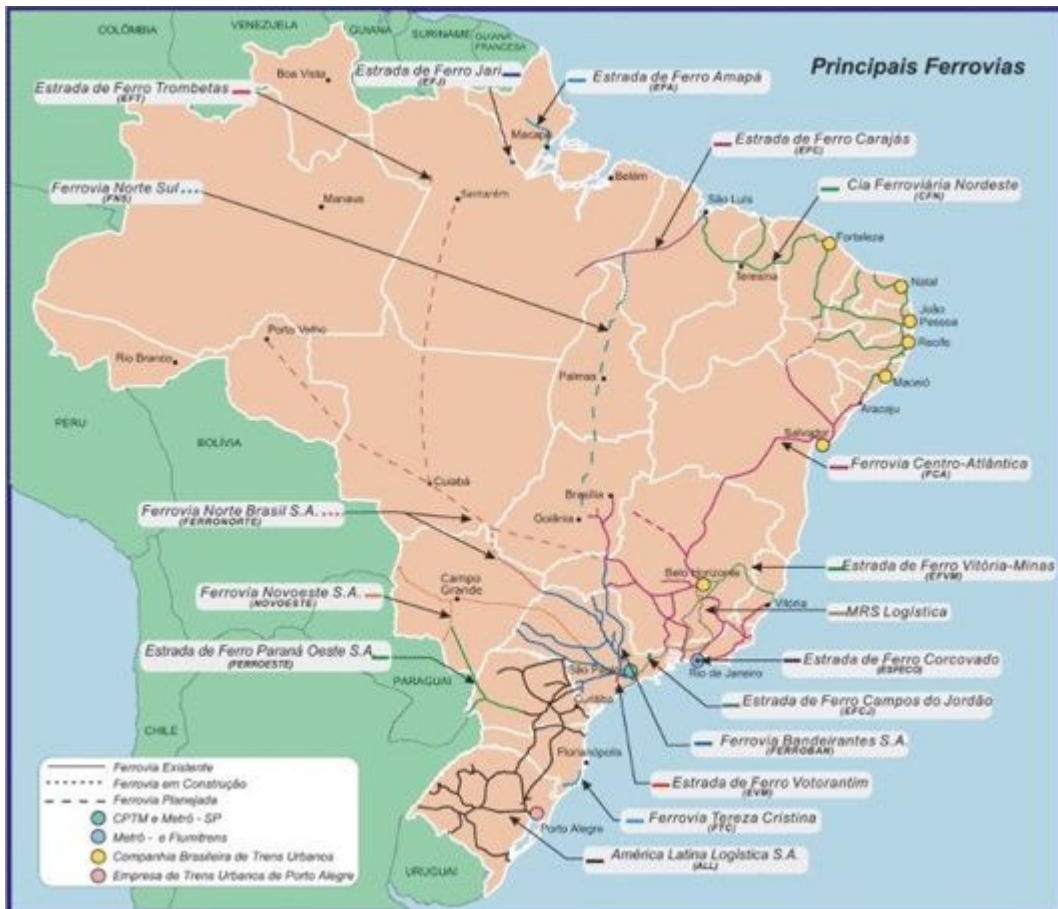 COLÔMBIA
VENEZUELA
GUIANA
SURINAME
GUIANA
FRANCESA
Principais Ferrovias
Boa Vista
Estrada de Ferro Jari
(EFJ)
Estrada de Ferro Amapá
(EFA)
Estrada de Ferro Trombetas
(EFT)
Macapá
Estrada de Ferro Carajás
(EFC)
Belém
Ferrovia Norte Sul
(FNS)
Manaus
Santarém
São Luís
Cia Ferroviária Nordeste
(CFN)
Fortaleza
Teresina
Natal
João
Pessoa
Recife
Porto Velho
Rio Branco
Palmas
Maceió
Aracaju
PERU
BOLÍVIA
Salvador
Ferrovia Centro-Atlântica
(FCA)
Cuiabá
Brasília
Goiânia
Ferrovia Norte Brasil S.A.
(FERRONORTE)
Belo Horizonte
Estrada de Ferro Vitória-Minas
(EFVM)
Campo
Grande
Ferrovia Novoeste S.A.
(NOVOESTE)
Vitória
MRS Logística
Estrada de Ferro Paraná Oeste S.A
(FERROESTE)
São Paulo
Rio de Janeiro
Estrada de Ferro Corcovado
(ESFECO)
PARAGUAI
Curitiba
Estrada de Ferro Campos do Jordão
(EFCJ)
CHILE
Ferrovia Bandeirantes S.A.
(FERROBAN)
Florianópolis
Estrada de Ferro Votorantim
(EVM)
Ferrovia Tereza Cristina
(FTC)
Porto Alegre
América Latina Logística S.A.
(ALL)
URUGUAI
Ferrovia Existente
Ferrovia em Construção
Ferrovia Planejada
CPTM e Metrô - SP
Metrô - e Flumitrens
Companhia Brasileira de Trens Urbanos
Empresa de Trens Urbanos de Porto Alegre